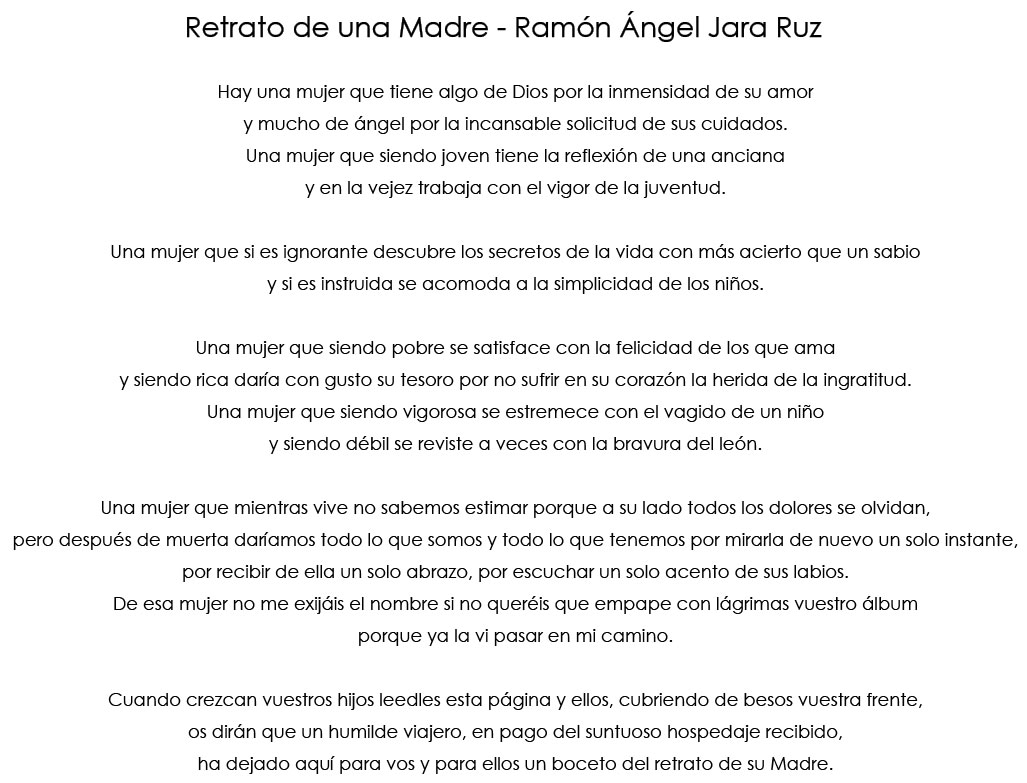 Retrato de una Madre - Ramón Ángel Jara Ruz
Hay una mujer que tiene algo de Dios por la inmensidad de su amor
y mucho de ángel por la incansable solicitud de sus cuidados.
Una mujer que siendo joven tiene la reflexión de una anciana
y en la vejez trabaja con el vigor de la juventud.
Una mujer que si es ignorante descubre los secretos de la vida con más acierto que un sabio
y si es instruida se acomoda a la simplicidad de los niños.
Una mujer que siendo pobre se satisface con la felicidad de los que ama
y siendo rica daría con gusto su tesoro por no sufrir en su corazón la herida de la ingratitud.
Una mujer que siendo vigorosa se estremece con el vagido de un niño
y siendo débil se reviste a veces con la bravura del león.
Una mujer que mientras vive no sabemos estimar porque a su lado todos los dolores se olvidan,
pero después de muerta daríamos todo lo que somos y todo lo que tenemos por mirarla de nuevo un solo instante,
por recibir de ella un solo abrazo, por escuchar un solo acento de sus labios.
De esa mujer no me exijáis el nombre si no queréis que empape con lágrimas vuestro álbum
porque ya la vi pasar en mi camino.
Cuando crezcan vuestros hijos leedles esta página y ellos, cubriendo de besos vuestra frente,
os dirán que un humilde viajero, en pago del suntuoso hospedaje recibido,
ha dejado aquí para vos y para ellos un boceto del retrato de su Madre.